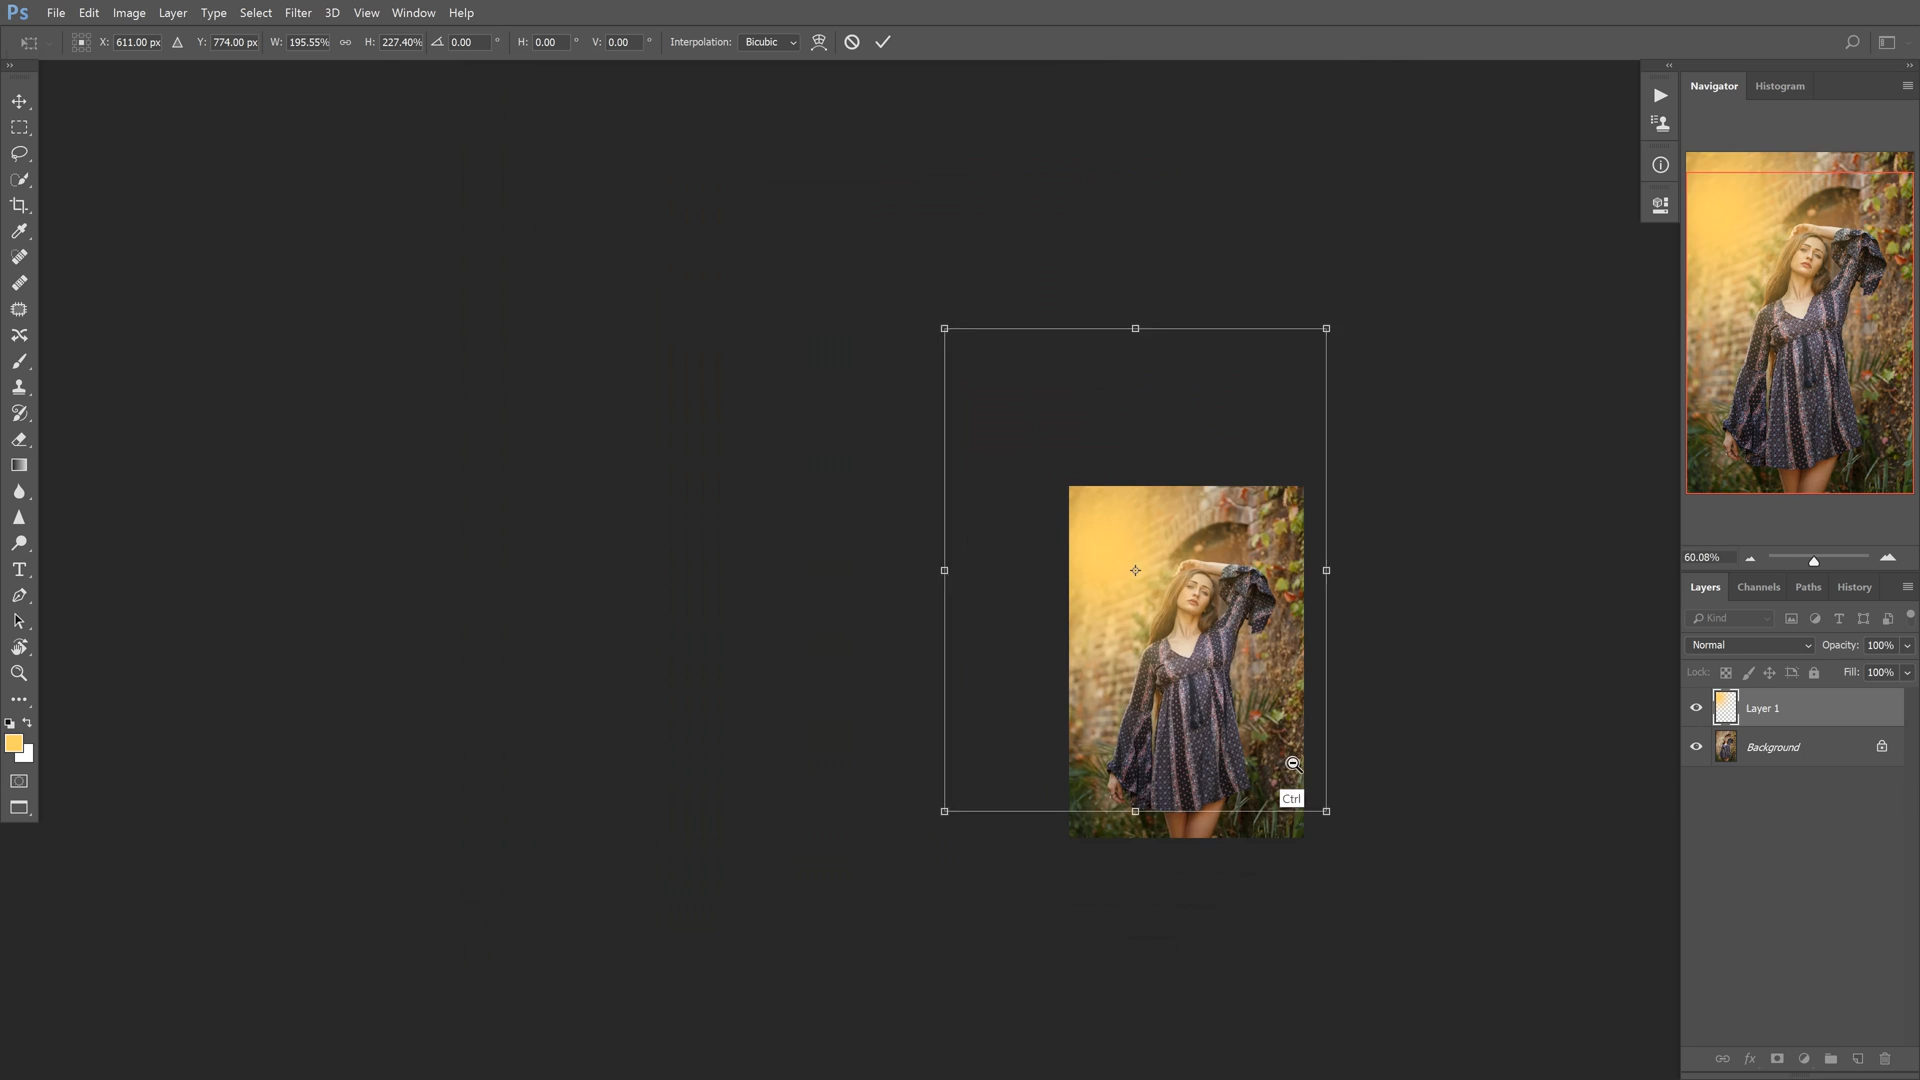 Ps File Edit Image Layer Type Select Filter 3D View Window Help
X: 611.00 px Y: 774.00 px W: 195.55% H: 227.40% 0.00 ° H: 0.00 ° V: 0.00 ° Interpolation: Bicubic
Navigator Histogram
60.08%
Layers Channels Paths History
Kind
Normal Opacity: 100%
Lock: Fill: 100%
Layer 1
Background
Ctrl